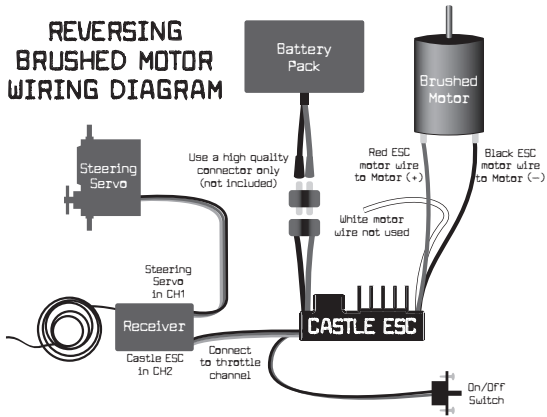 REVERSING
BRUSHED MOTOR
WIRING DIAGRAM
Battery
Pack
Brushed
Motor
Steering
Servo
Use a high quality
connector only
(not included)
Red ESC
motor wire
to Motor (+)
Black ESC
motor wire
to Motor (-)
White motor
wire not used
Steering
Servo
in CH1
Receiver
CASTLE ESC
Castle ESC
in CH2
Connect
to throttle
channel
On/Off
Switch